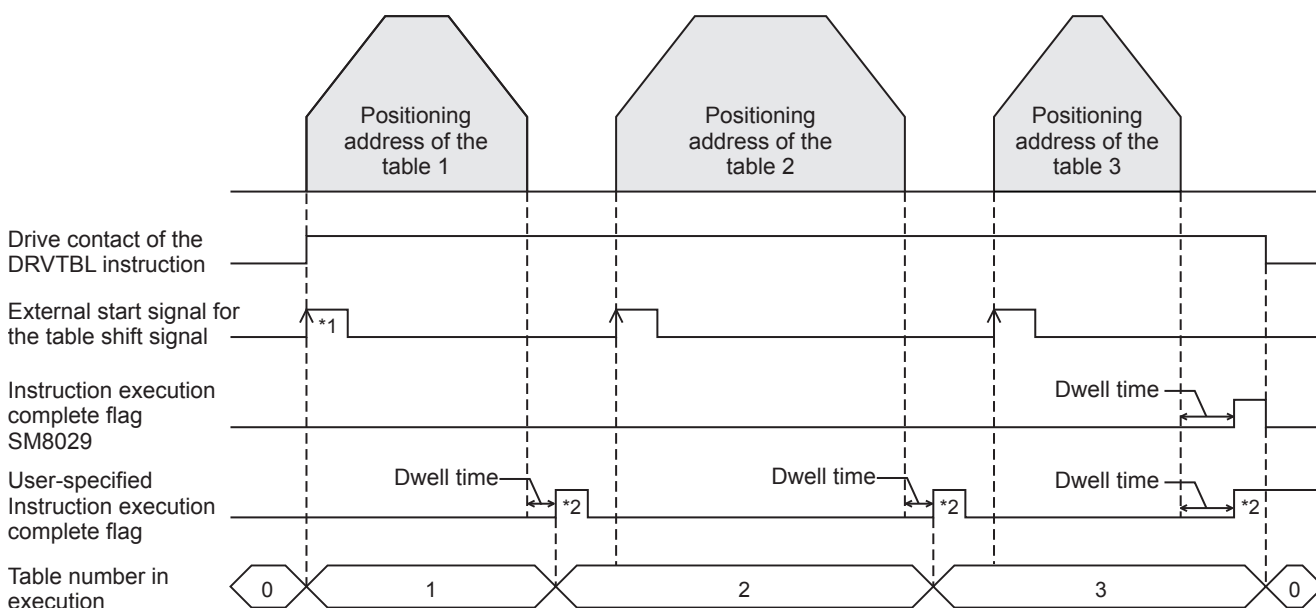 Positioning
address of the
table 1
Positioning
address of the
table 2
Positioning
address of the
table 3
Drive contact of the
DRVTBL instruction
External start signal for
the table shift signal
*1
Instruction execution
complete flag
SM8029
Dwell time
User-specified
Instruction execution
complete flag
Dwell time
*2
Dwell time
*2
Dwell time
*2
Table number in
execution
0
1
2
3
0